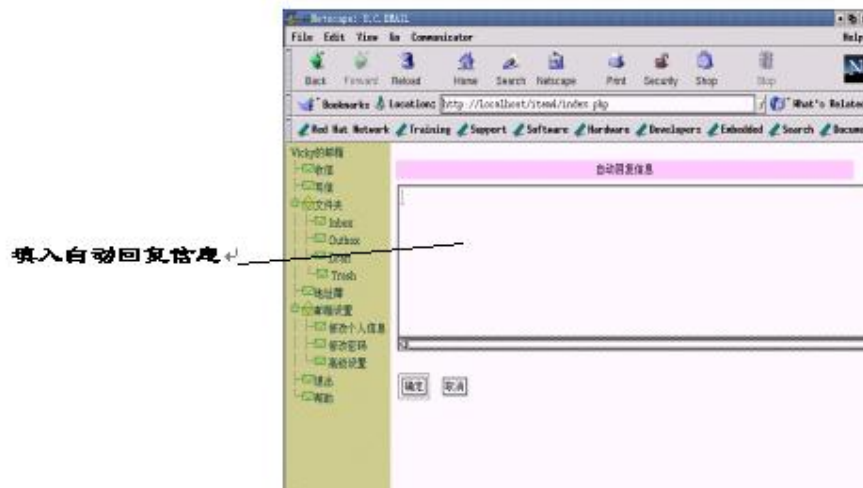 Netscape: U.C.EMAIL
File Edit View Go Communicator Help
Back Forward Reload Home Search Netscape Print Security Shop Stop
Bookmarks Location: http://localhost/item4/index.php What's Related
Red Hat Network Training Support Software Hardware Developers Embedded Search
Vicky的邮箱
收信
写信
文件夹
Inbox
Outbox
Draft
Trash
地址簿
邮箱设置
修改个人信息
修改密码
高级设置
退出
帮助
自动回复信息
填入自动回复信息
确定 取消